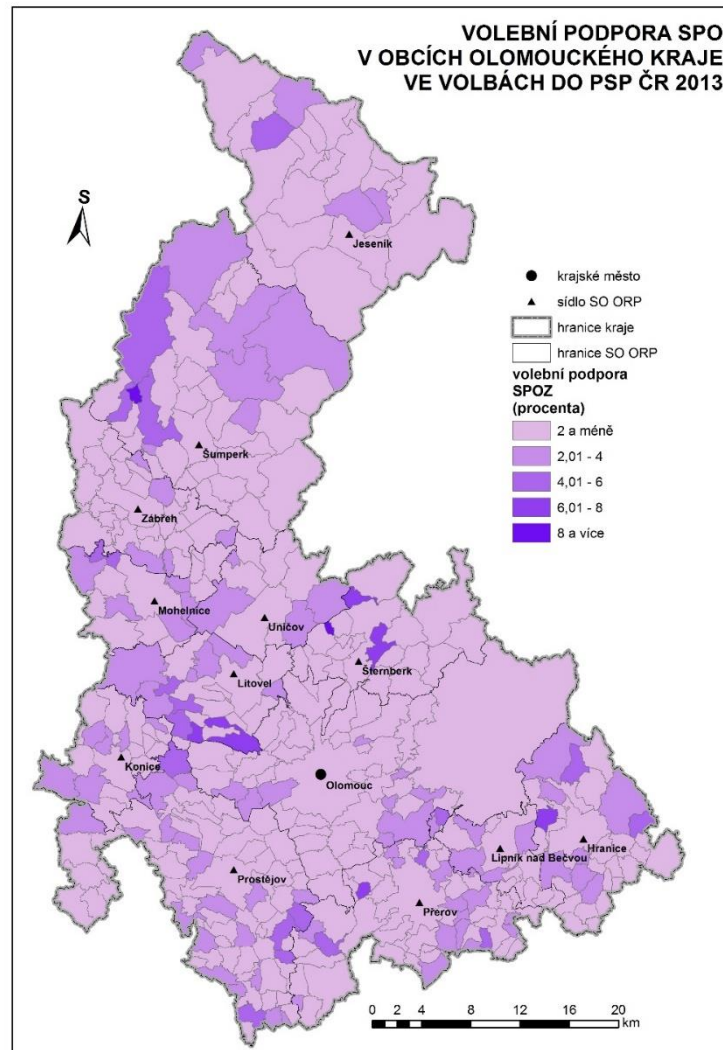 VOLEBNÍ PODPORA SPO
V OBCÍCH OLOMOUCKÉHO KRAJE
VE VOLBÁCH DO PSP ČR 2013
S
Jeseník
krajské město
sídlo SO ORP
hranice kraje
hranice SO ORP
volební podpora
SPOZ
(procenta)
2 a méně
2,01 - 4
4,01 - 6
6,01 - 8
8 a více
Šumperk
Zábřeh
Mohelnice
Uničov
Šternberk
Litovel
Konice
Olomouc
Hranice
Lipník nad Bečvou
Prostějov
Přerov
0 2 4 8 12 16 20
km